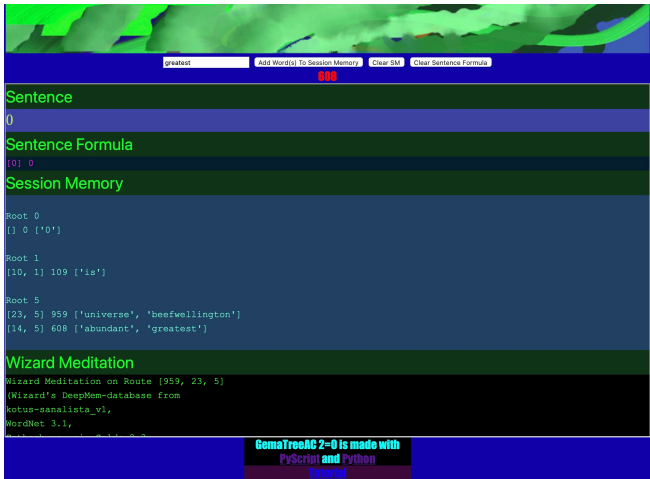 greatest Add Word(s) To Session Memory Clear SM Clear Sentence Formula
608
Sentence
0
Sentence Formula
[0] 0
Session Memory
Root 0
[] 0 ['0']
Root 1
[10, 1] 109 ['is']
Root 5
[23, 5] 959 ['universe', 'beefwellington']
[14, 5] 608 ['abundant', 'greatest']
Wizard Meditation
Wizard Meditation on Route [959, 23, 5]
(Wizard's DeepMem-database from
kotus-sanalista_v1,
WordNet 3.1,
GemaTreeAC 2=0 is made with
PyScript and Python
Tutorial